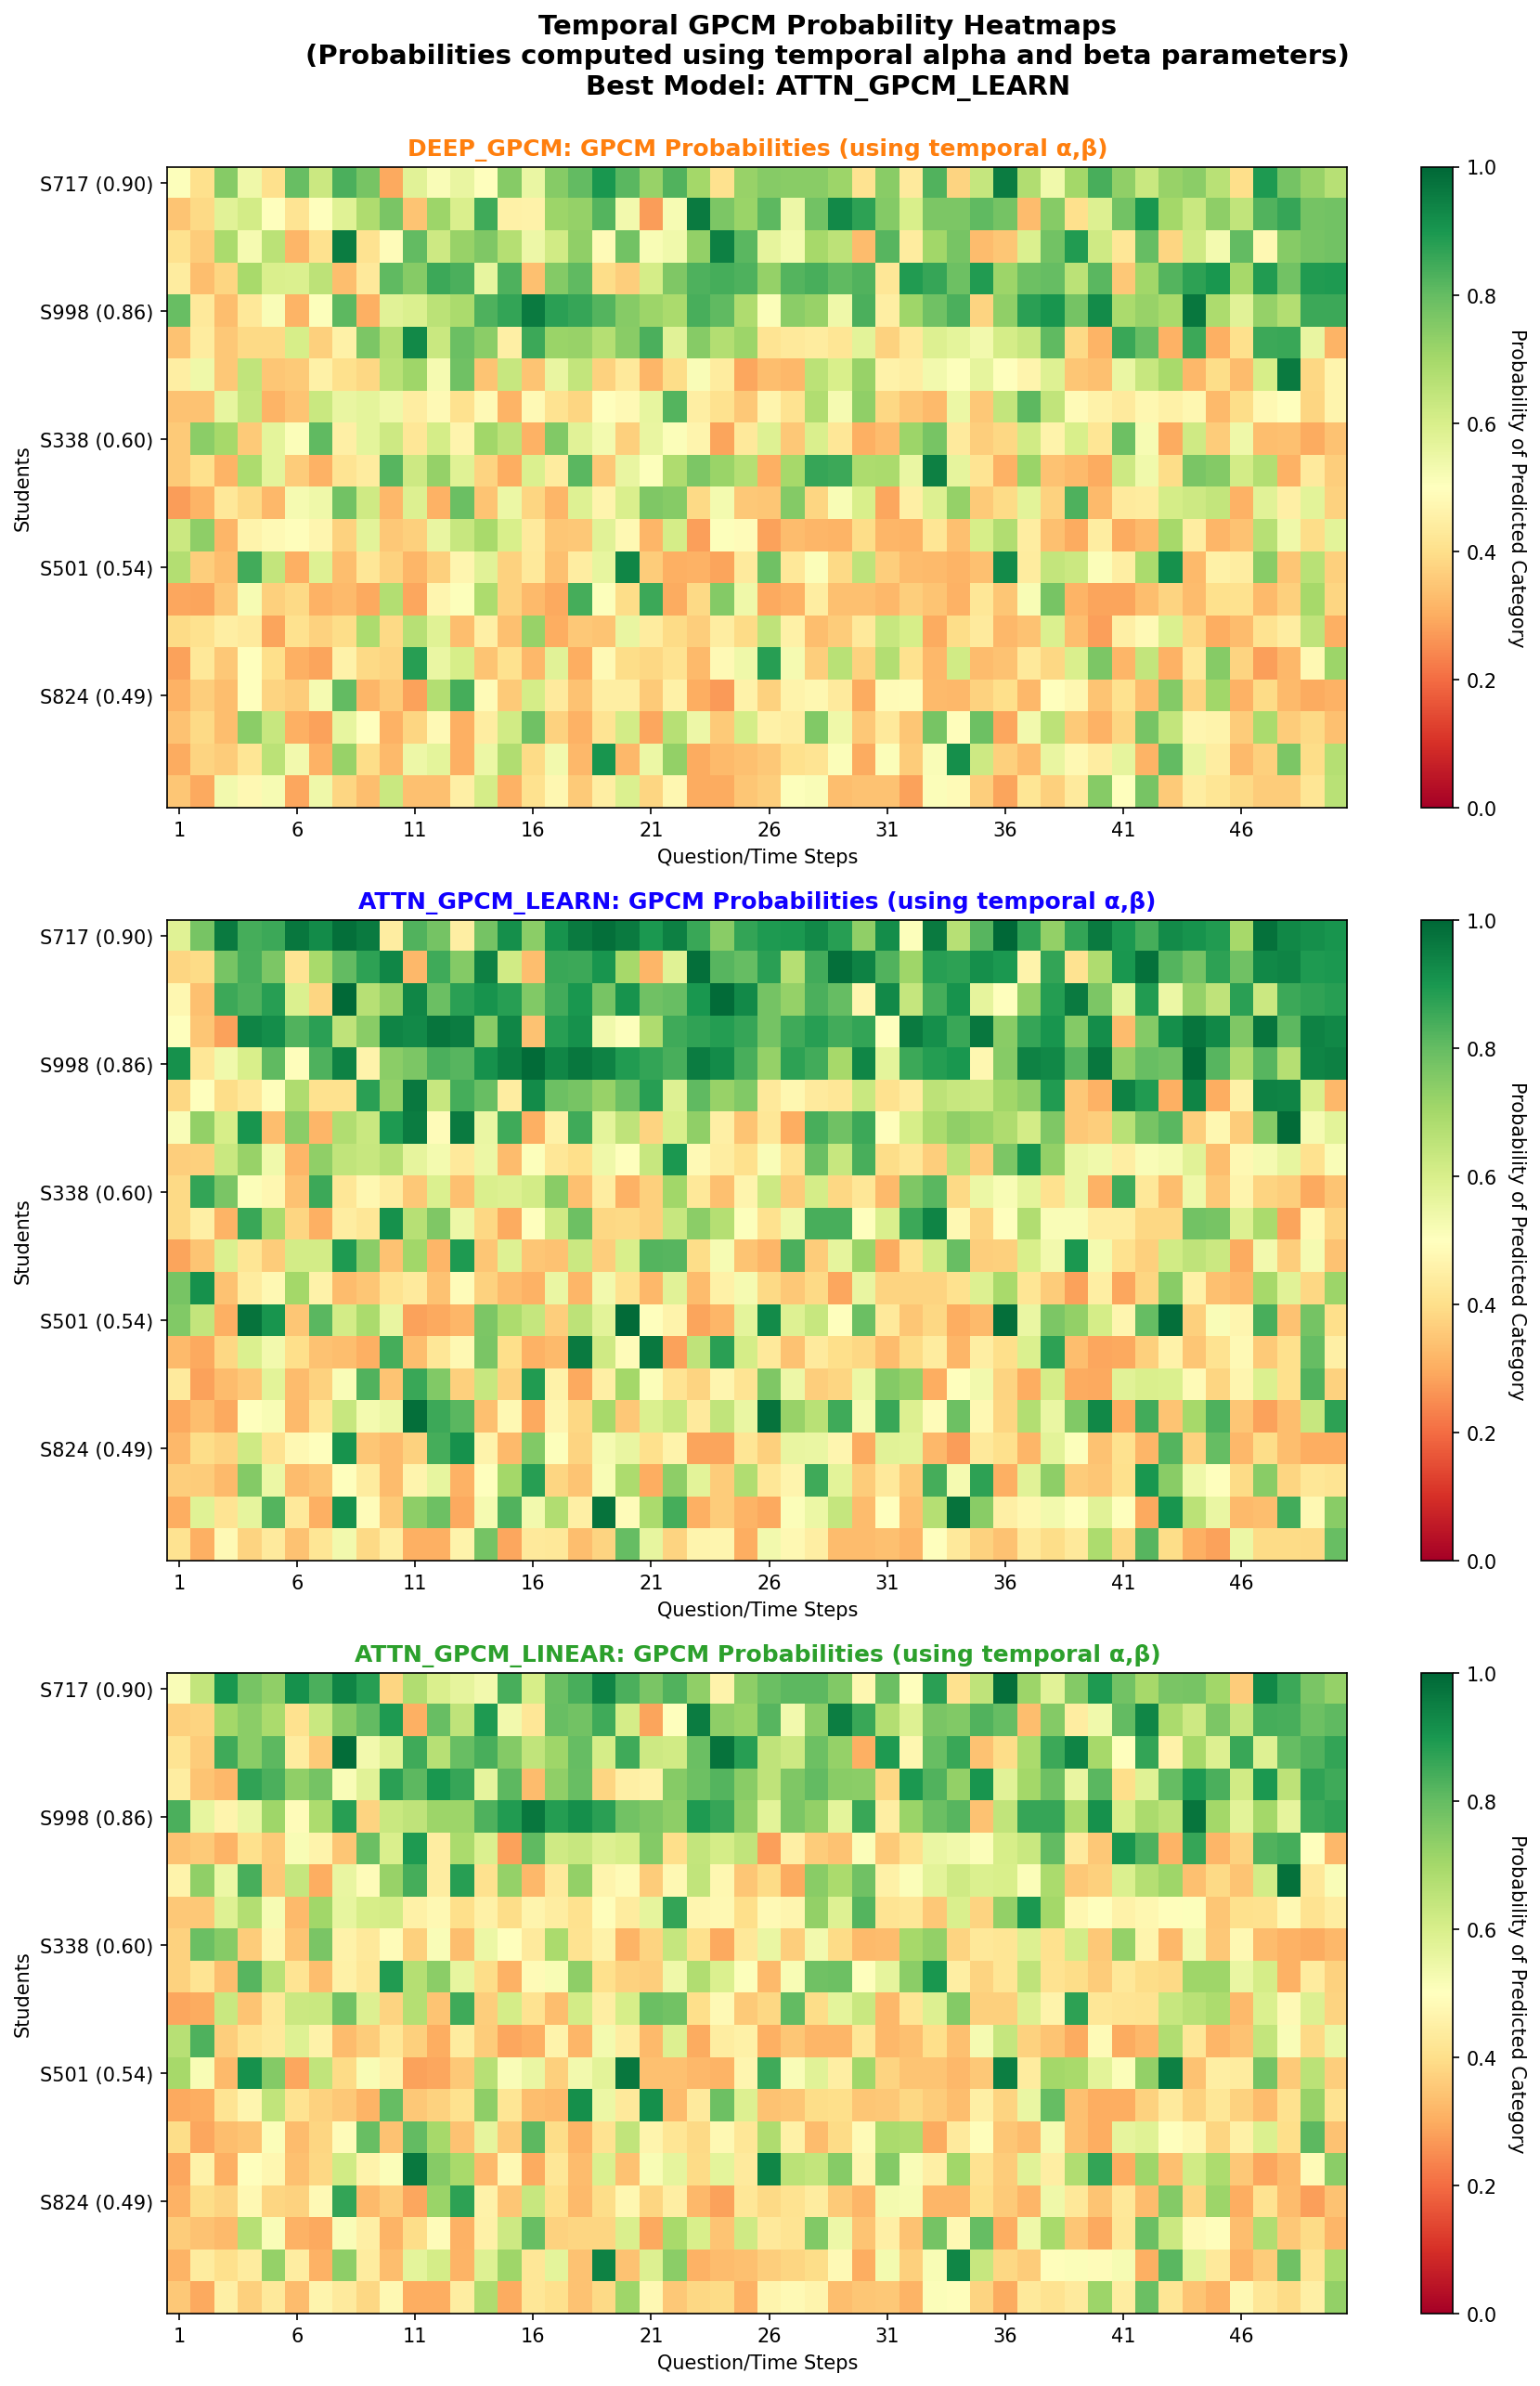 Temporal GPCM Probability Heatmaps
(Probabilities computed using temporal alpha and beta parameters)
Best Model: ATTN_GPCM_LEARN
DEEP_GPCM: GPCM Probabilities (using temporal α,β)
Students
S717 (0.90)
S998 (0.86)
S338 (0.60)
S501 (0.54)
S824 (0.49)
1 6 11 16 21 26 31 36 41 46
Question/Time Steps
1.0
0.8
0.6
0.4
0.2
0.0
Probability of Predicted Category
ATTN_GPCM_LEARN: GPCM Probabilities (using temporal α,β)
Students
S717 (0.90)
S998 (0.86)
S338 (0.60)
S501 (0.54)
S824 (0.49)
1 6 11 16 21 26 31 36 41 46
Question/Time Steps
1.0
0.8
0.6
0.4
0.2
0.0
Probability of Predicted Category
ATTN_GPCM_LINEAR: GPCM Probabilities (using temporal α,β)
Students
S717 (0.90)
S998 (0.86)
S338 (0.60)
S501 (0.54)
S824 (0.49)
1 6 11 16 21 26 31 36 41 46
Question/Time Steps
1.0
0.8
0.6
0.4
0.2
0.0
Probability of Predicted Category